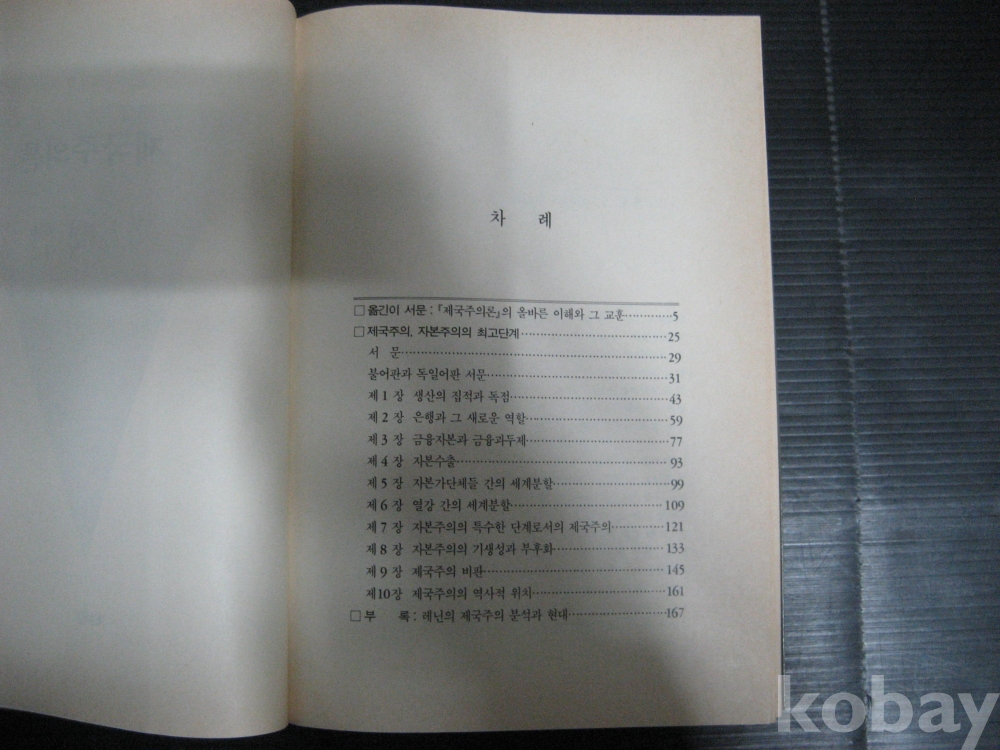 차 례
□ 옮긴이 서문 : 『제국주의론』의 올바른 이해와 그 교훈…………5
□ 제국주의, 자본주의의 최고단계…………25
서 문…………29
불어판과 독일어판 서문…………31
제 1 장 생산의 집적과 독점…………43
제 2 장 은행과 그 새로운 역할…………59
제 3 장 금융자본과 금융과두제…………77
제 4 장 자본수출…………93
제 5 장 자본가단체들 간의 세계분할…………99
제 6 장 열강 간의 세계분할…………109
제 7 장 자본주의의 특수한 단계로서의 제국주의…………121
제 8 장 자본주의의 기생성과 부후화…………133
제 9 장 제국주의 비판…………145
제10장 제국주의의 역사적 위치…………161
□ 부 록 : 레닌의 제국주의 분석과 현대…………167
kobay